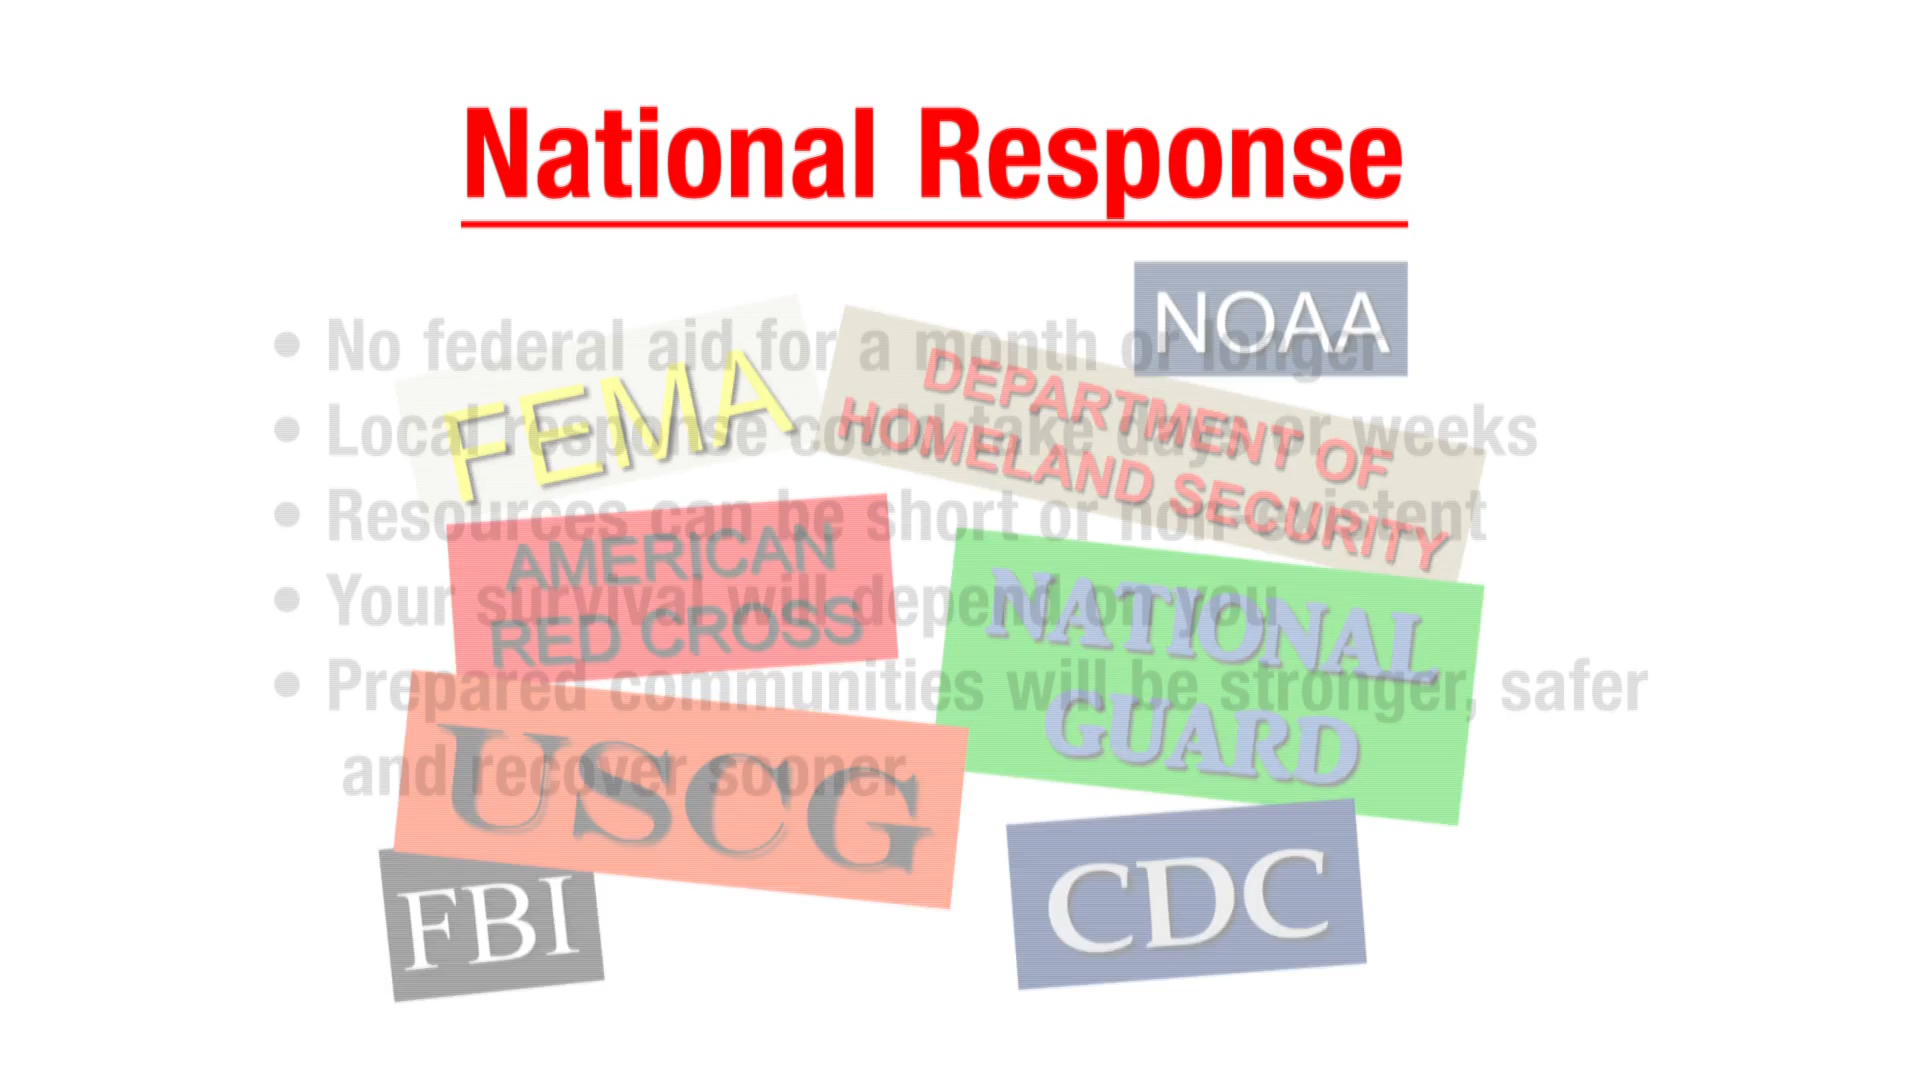 National Response
NOAA
• No federal aid for a month or longer
FEMA
DEPARTMENT OF
HOMELAND SECURITY
• Local response could take days or weeks
• Resources can be short or non-existent
AMERICAN
RED CROSS
• Your survival will depend on you
NATIONAL
GUARD
• Prepared communities will be stronger, safer
and recover sooner
USCG
FBI
CDC